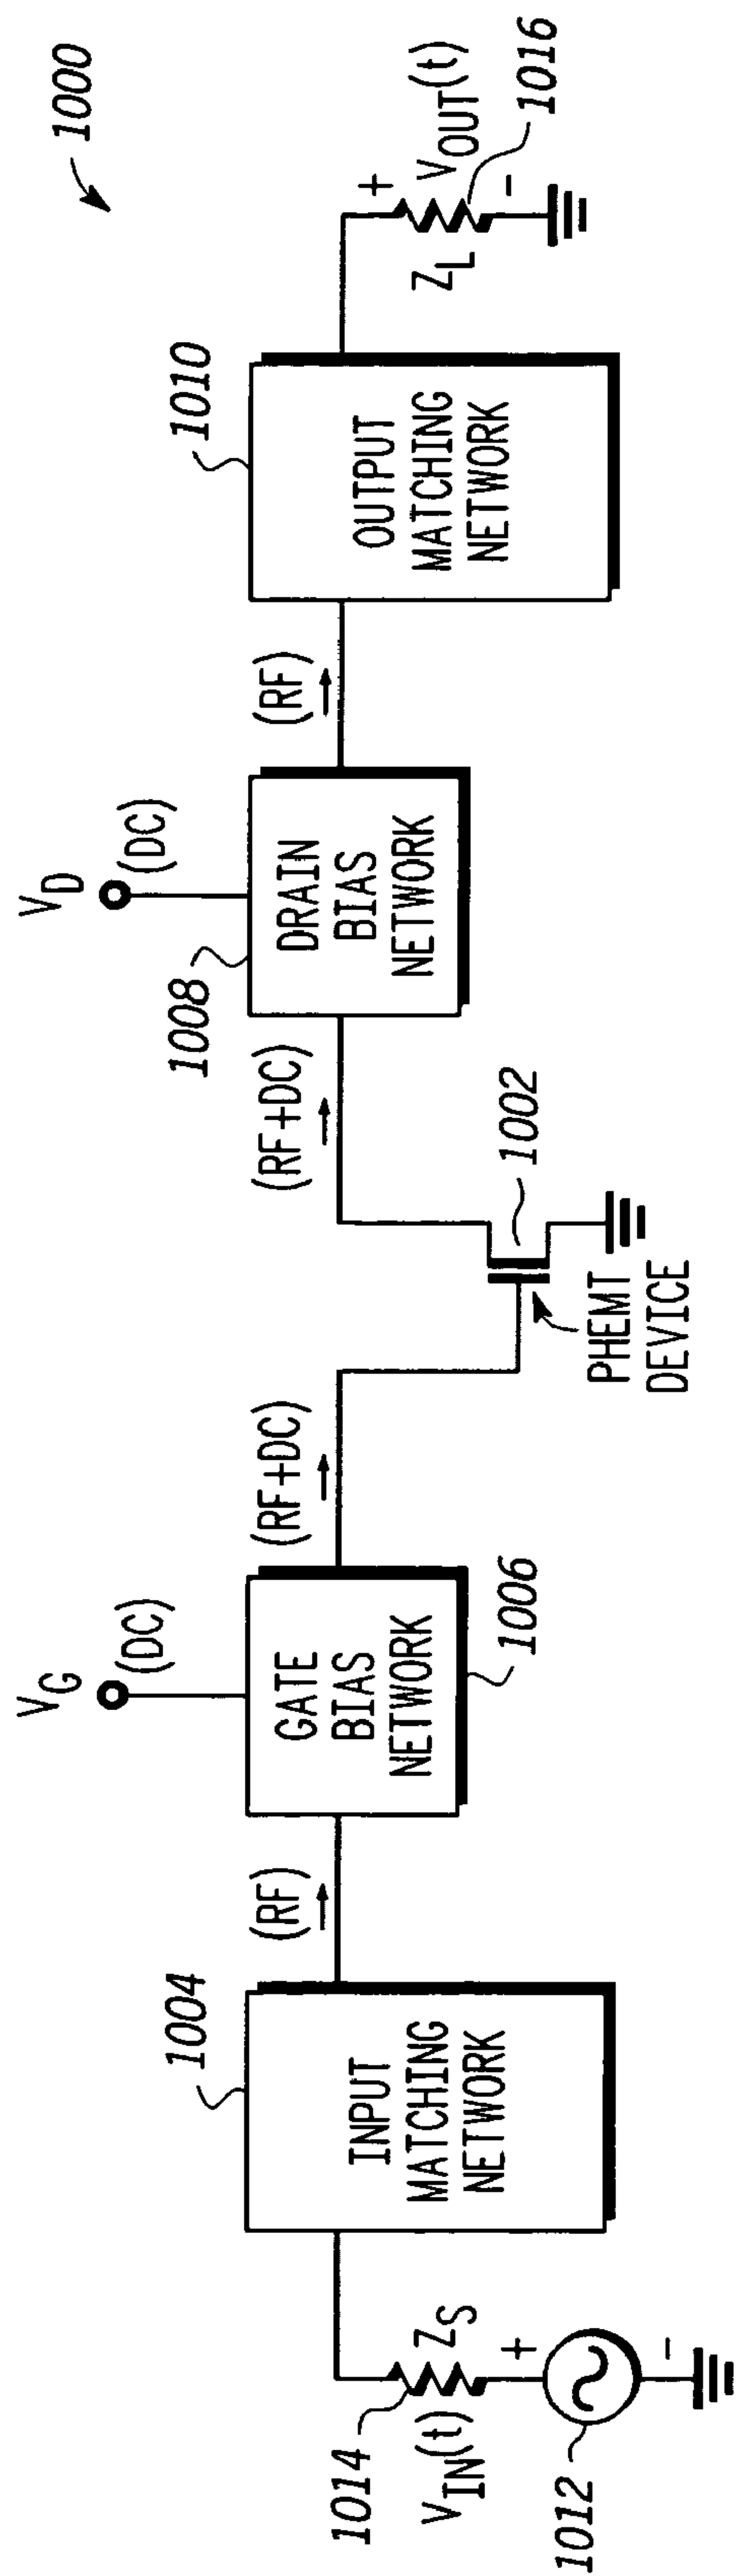 1000
V_G
(DC)
V_D
(DC)
1004
(RF)
(RF+DC)
(RF+DC)
1008
(RF)
1010
INPUT
MATCHING
NETWORK
GATE
BIAS
NETWORK
DRAIN
BIAS
NETWORK
OUTPUT
MATCHING
NETWORK
1014
Z_S
V_IN(t)
+
-
1012
1006
1002
PHEMT
DEVICE
Z_L
+
V_OUT(t)
-
1016